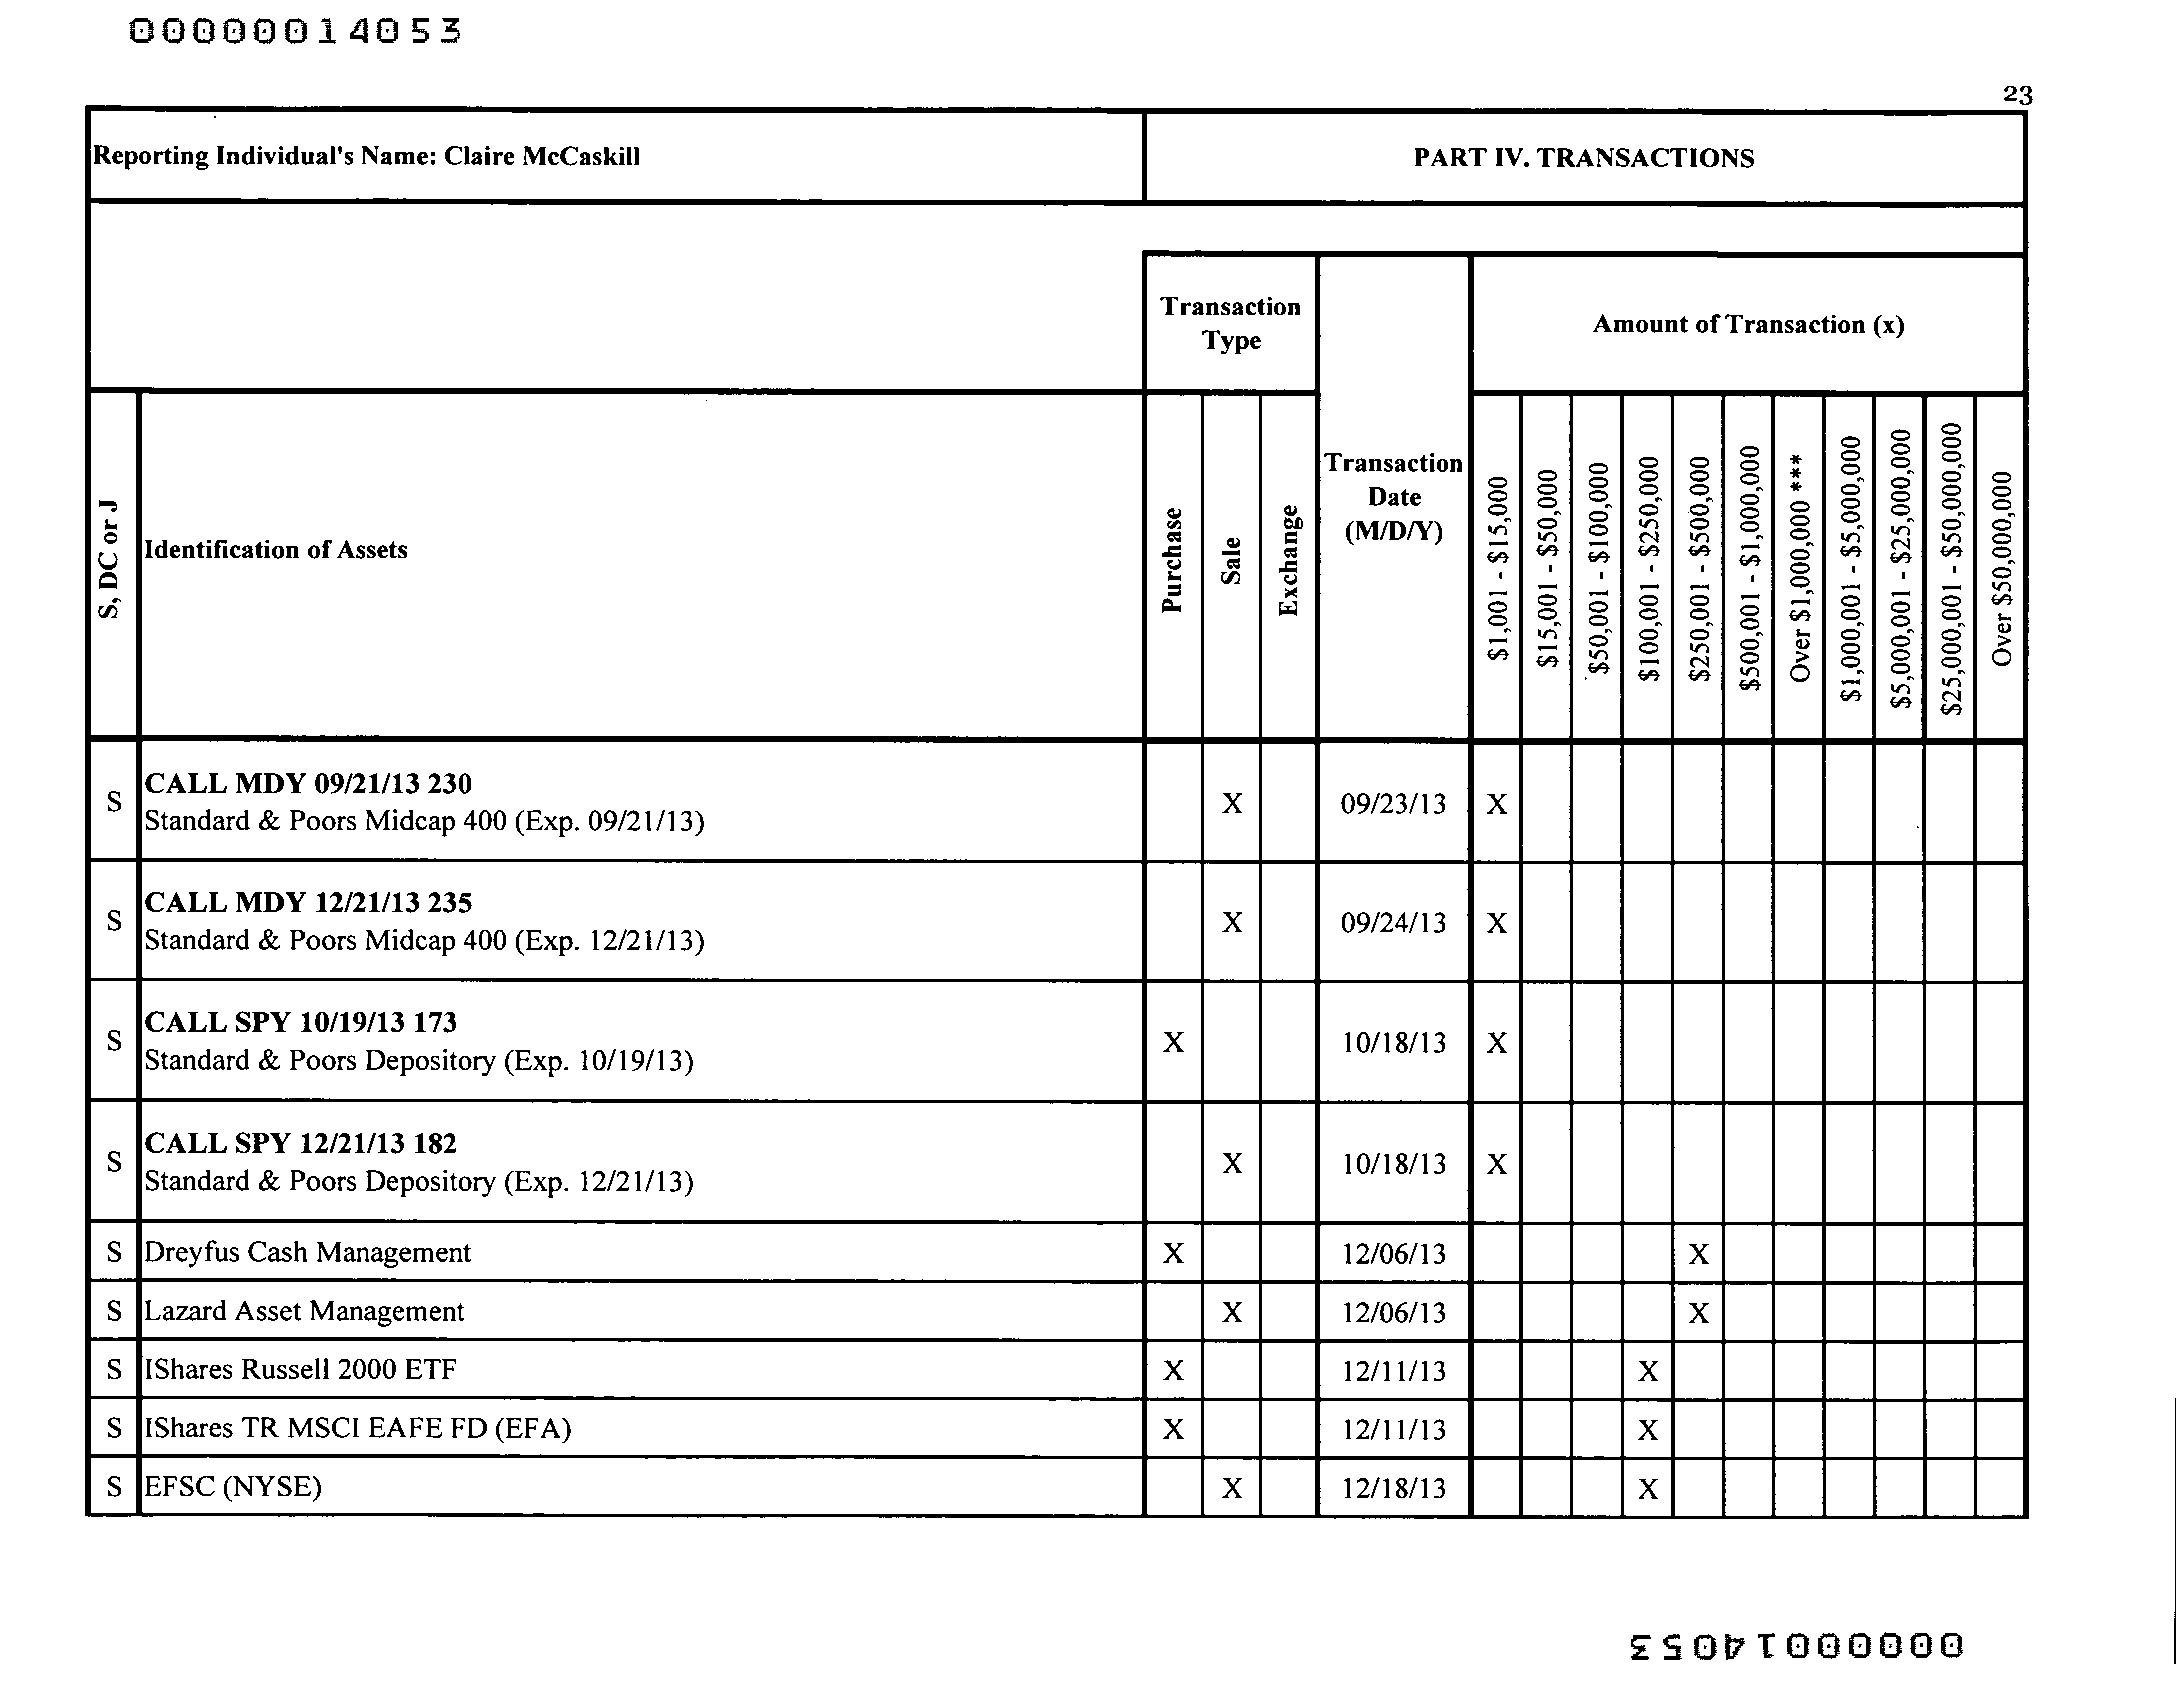 00000014053
23
Reporting Individual's Name: Claire McCaskill
PART IV. TRANSACTIONS
Transaction
Type
Amount of Transaction (x)
S, DC or J
Identification of Assets
Purchase
Sale
Exchange
Transaction
Date
(M/D/Y)
$1,001 - $15,000
$15,001 - $50,000
$50,001 - $100,000
$100,001 - $250,000
$250,001 - $500,000
$500,001 - $1,000,000
Over $1,000,000 ***
$1,000,001 - $5,000,000
$5,000,001 - $25,000,000
$25,000,001 - $50,000,000
Over $50,000,000
S CALL MDY 09/21/13 230 X 09/23/13 X
Standard & Poors Midcap 400 (Exp. 09/21/13)
S CALL MDY 12/21/13 235 X 09/24/13 X
Standard & Poors Midcap 400 (Exp. 12/21/13)
S CALL SPY 10/19/13 173 X 10/18/13 X
Standard & Poors Depository (Exp. 10/19/13)
S CALL SPY 12/21/13 182 X 10/18/13 X
Standard & Poors Depository (Exp. 12/21/13)
S Dreyfus Cash Management X 12/06/13 X
S Lazard Asset Management X 12/06/13 X
S IShares Russell 2000 ETF X 12/11/13 X
S IShares TR MSCI EAFE FD (EFA) X 12/11/13 X
S EFSC (NYSE) X 12/18/13 X
00000014053